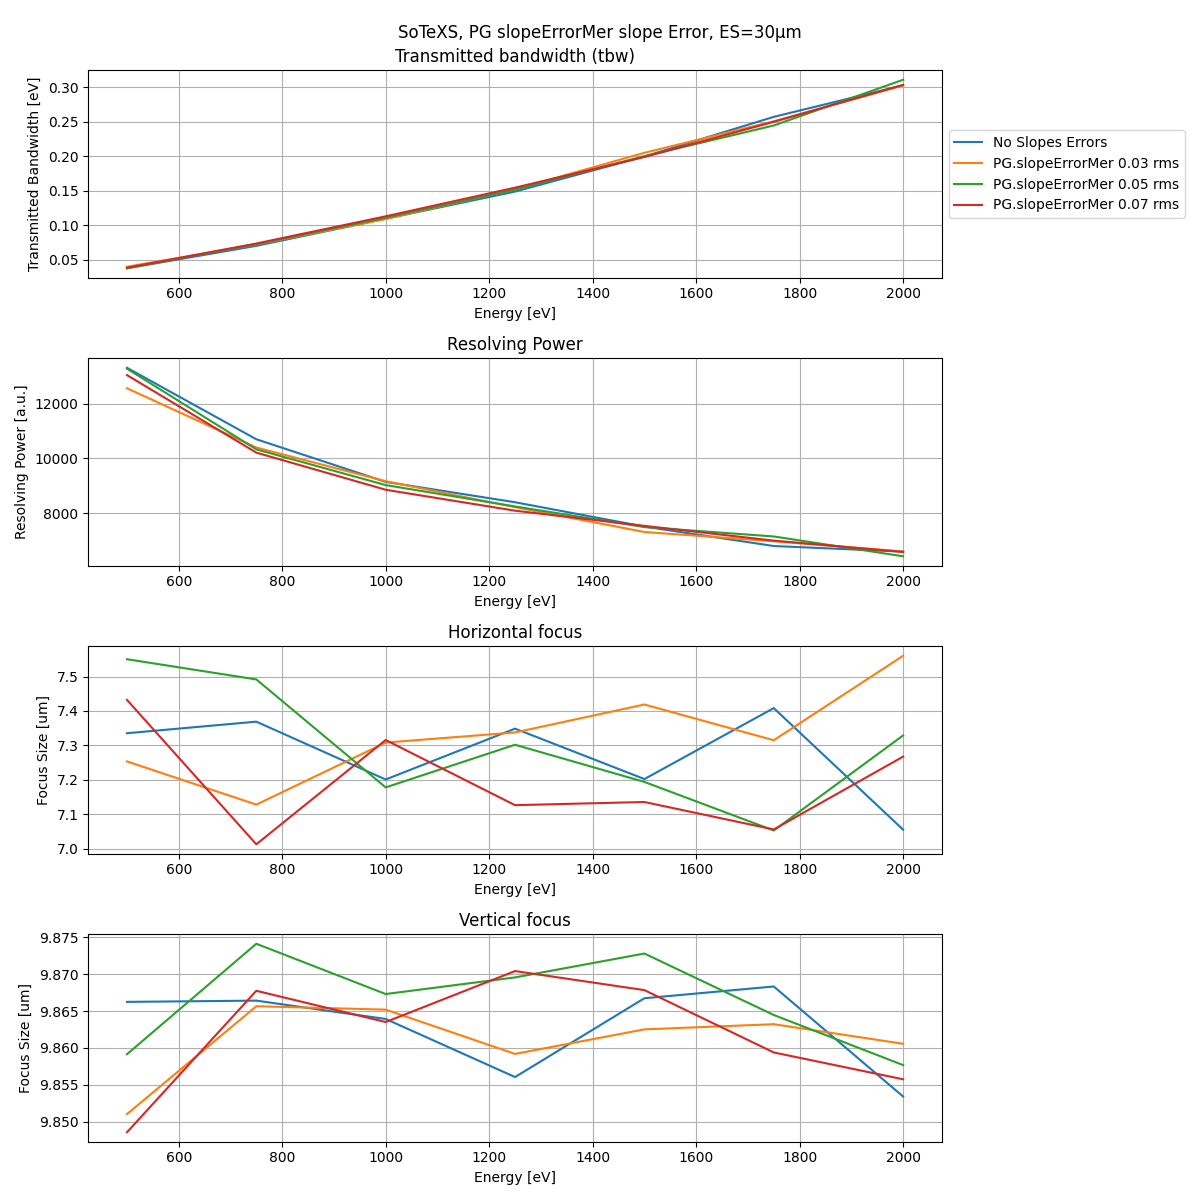 SoTeXS, PG slopeErrorMer slope Error, ES=30μm
Transmitted bandwidth (tbw)
Transmitted Bandwidth [eV]
0.30
0.25
0.20
0.15
0.10
0.05
600 800 1000 1200 1400 1600 1800 2000
Energy [eV]
No Slopes Errors
PG.slopeErrorMer 0.03 rms
PG.slopeErrorMer 0.05 rms
PG.slopeErrorMer 0.07 rms
Resolving Power
Resolving Power [a.u.]
12000
10000
8000
600 800 1000 1200 1400 1600 1800 2000
Energy [eV]
Horizontal focus
Focus Size [um]
7.5
7.4
7.3
7.2
7.1
7.0
600 800 1000 1200 1400 1600 1800 2000
Energy [eV]
Vertical focus
Focus Size [um]
9.875
9.870
9.865
9.860
9.855
9.850
600 800 1000 1200 1400 1600 1800 2000
Energy [eV]